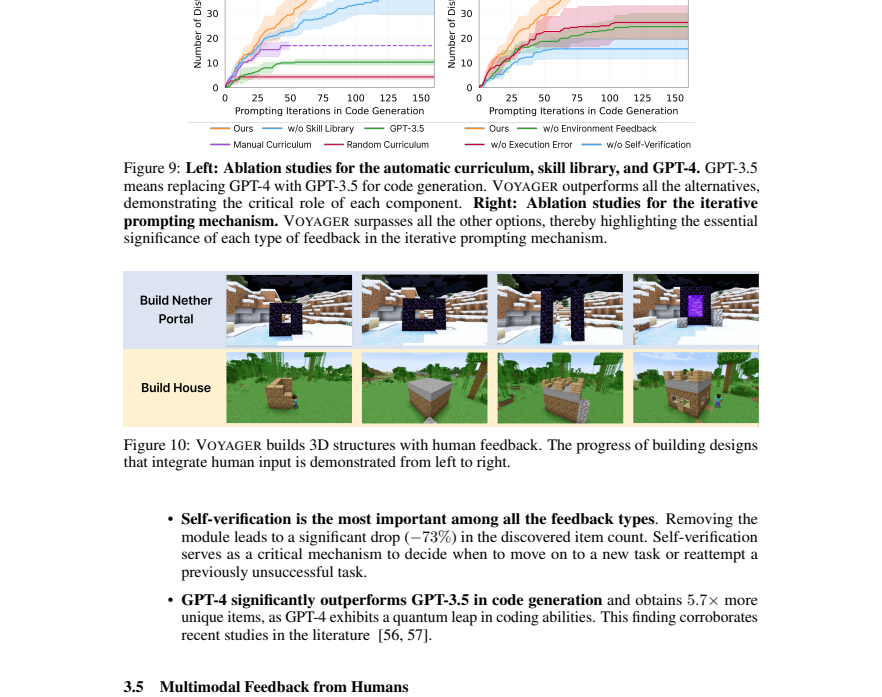 Number of Dis
30
20
10
0
0 25 50 75 100 125 150
Prompting Iterations in Code Generation
Ours w/o Skill Library GPT-3.5
Manual Curriculum Random Curriculum
Number of Dis
30
20
10
0
0 25 50 75 100 125 150
Prompting Iterations in Code Generation
Ours w/o Environment Feedback
w/o Execution Error w/o Self-Verification
Figure 9: Left: Ablation studies for the automatic curriculum, skill library, and GPT-4. GPT-3.5
means replacing GPT-4 with GPT-3.5 for code generation. VOYAGER outperforms all the alternatives,
demonstrating the critical role of each component. Right: Ablation studies for the iterative
prompting mechanism. VOYAGER surpasses all the other options, thereby highlighting the essential
significance of each type of feedback in the iterative prompting mechanism.
Build Nether
Portal
Build House
Figure 10: VOYAGER builds 3D structures with human feedback. The progress of building designs
that integrate human input is demonstrated from left to right.
• Self-verification is the most important among all the feedback types. Removing the
module leads to a significant drop (−73%) in the discovered item count. Self-verification
serves as a critical mechanism to decide when to move on to a new task or reattempt a
previously unsuccessful task.
• GPT-4 significantly outperforms GPT-3.5 in code generation and obtains 5.7× more
unique items, as GPT-4 exhibits a quantum leap in coding abilities. This finding corroborates
recent studies in the literature [56, 57].
3.5 Multimodal Feedback from Humans